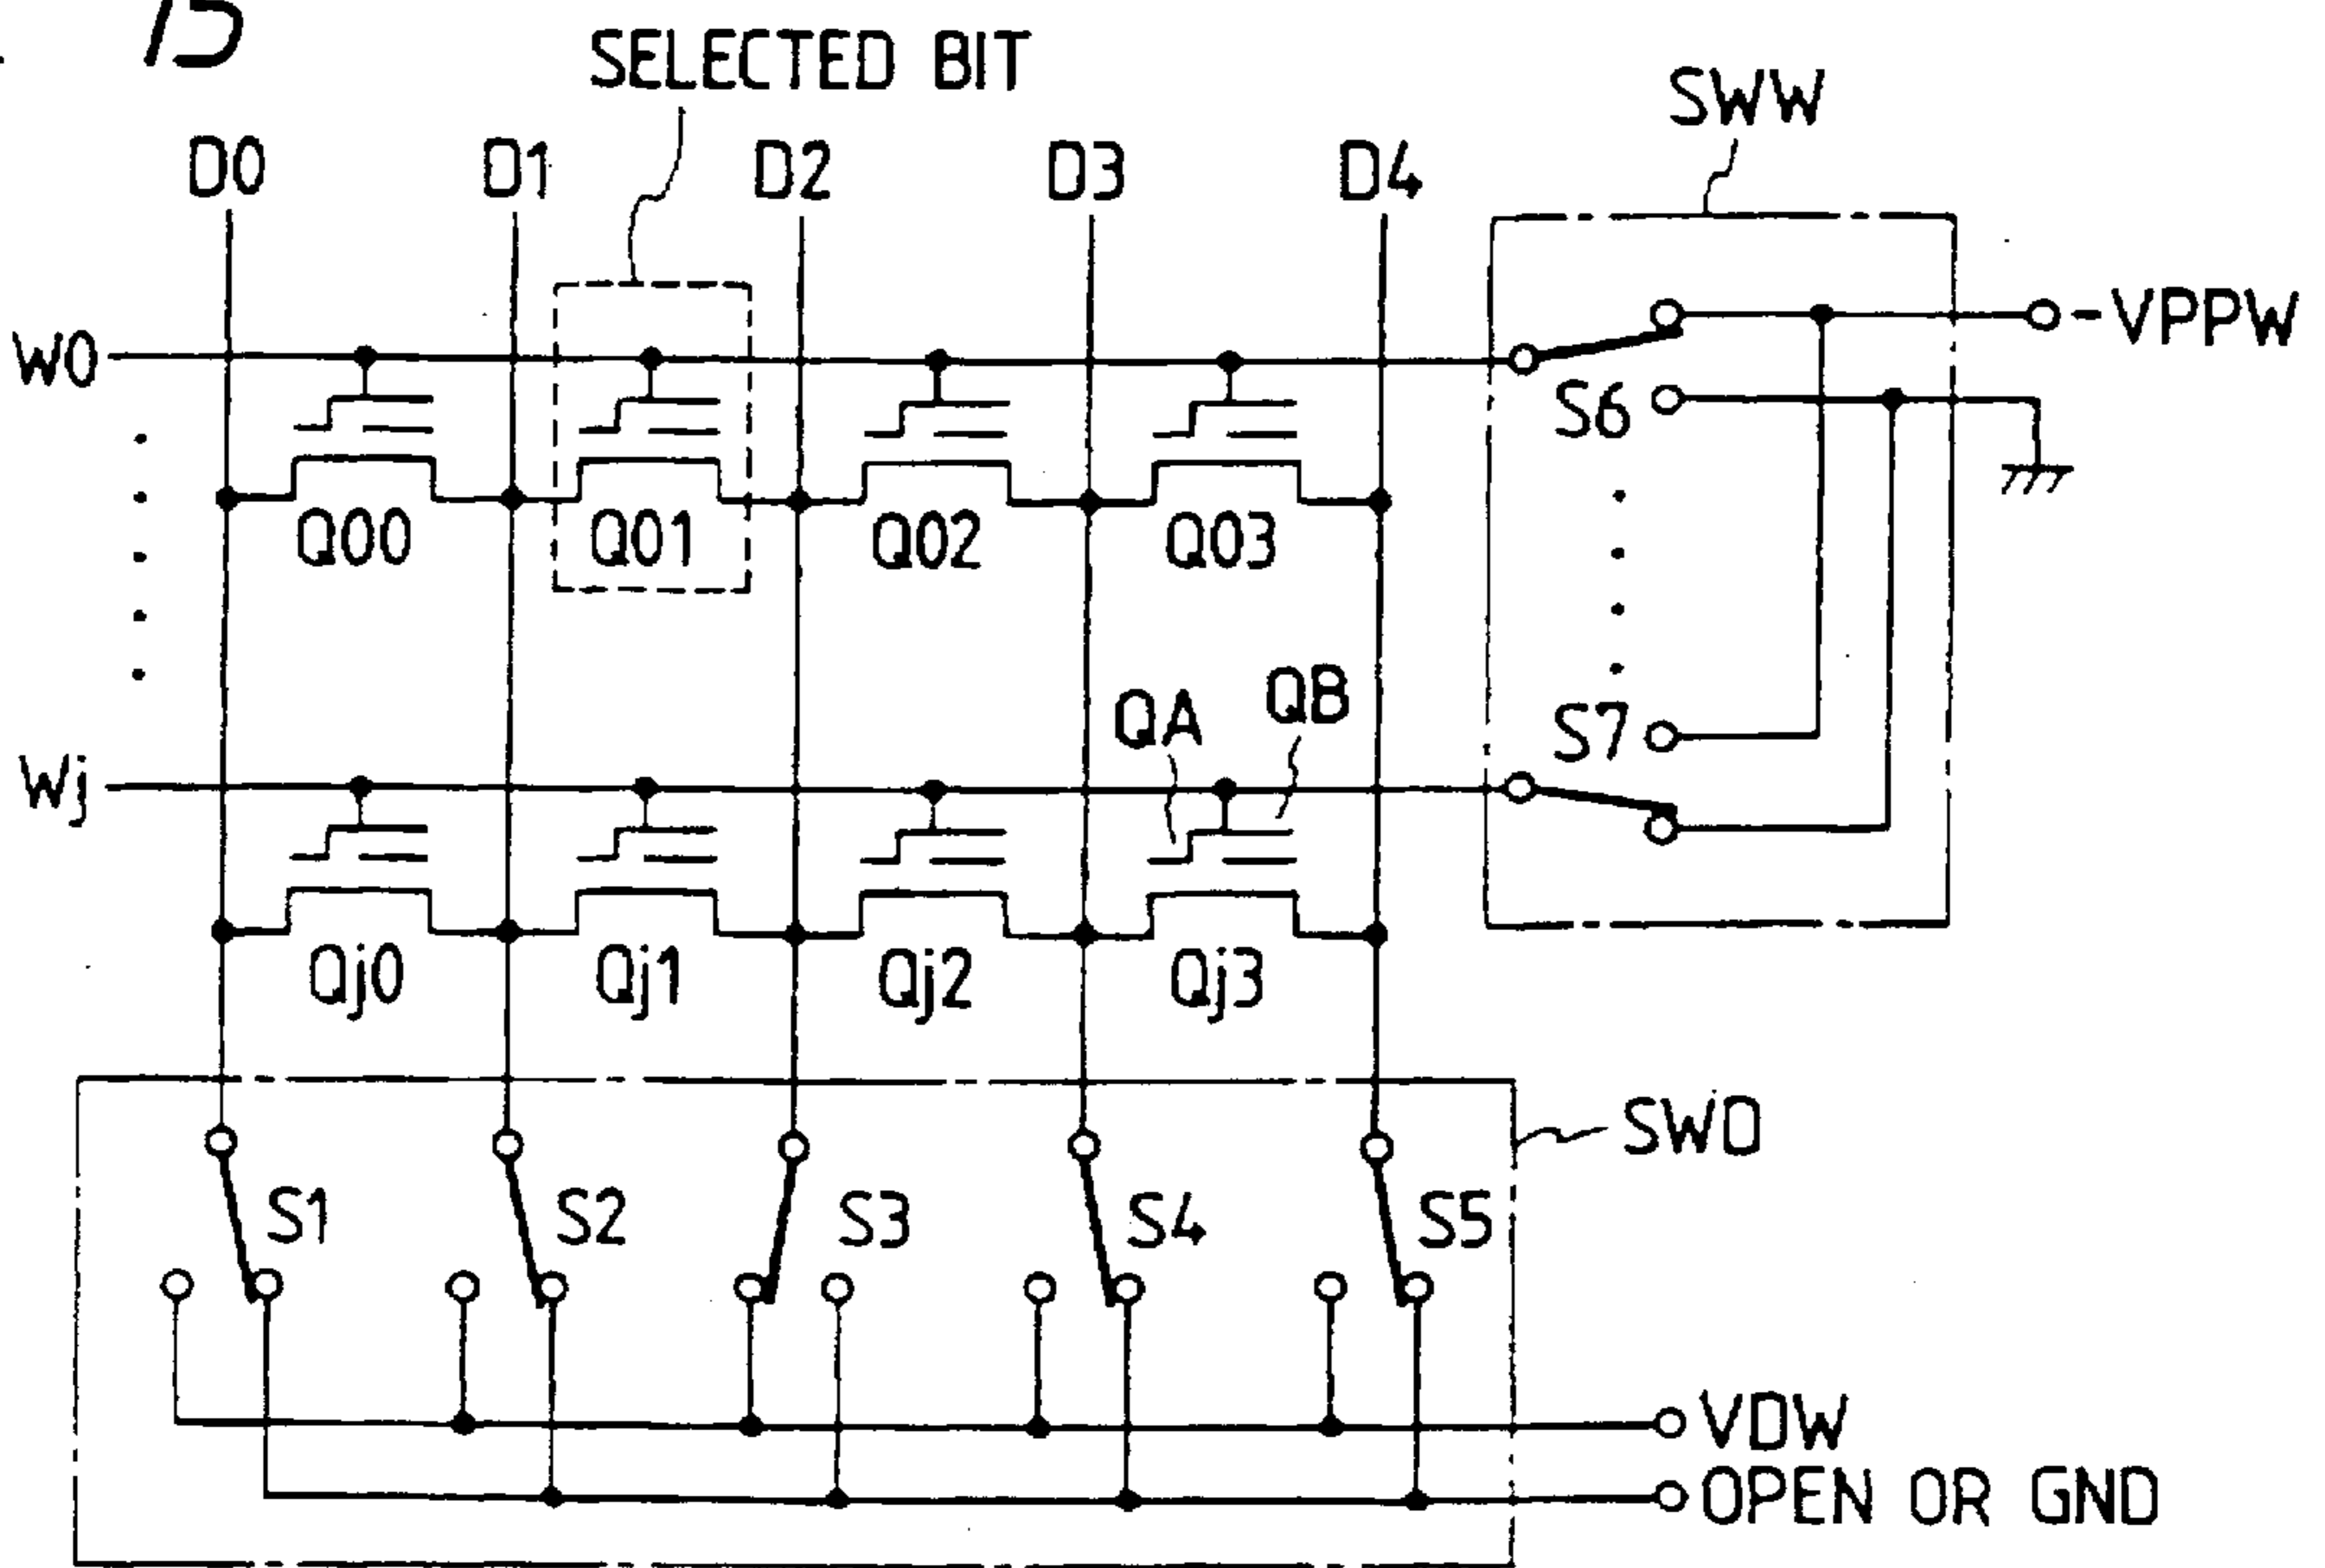 15
SELECTED BIT
SWW
D0 D1 D2 D3 D4
-VPPW
W0
S6
Q00 Q01 Q02 Q03
QA QB
S7
Wj
Qj0 Qj1 Qj2 Qj3
SWD
S1 S2 S3 S4 S5
VDW
OPEN OR GND